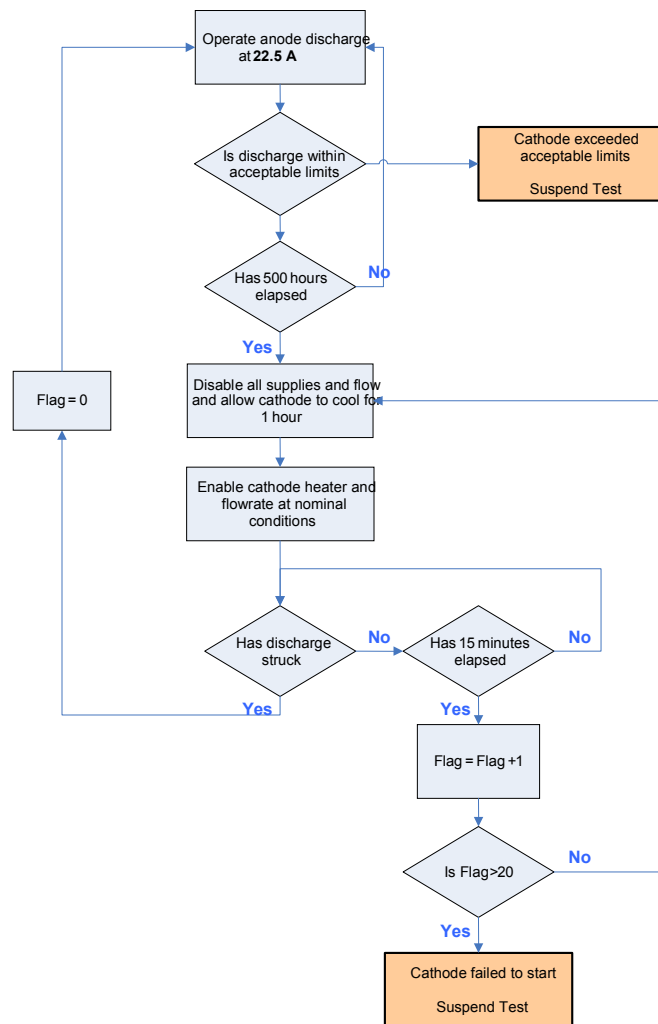 Operate anode discharge
at 22.5 A
Is discharge within
acceptable limits
Cathode exceeded
acceptable limits
Suspend Test
Has 500 hours
elapsed
No
Yes
Disable all supplies and flow
and allow cathode to cool for
1 hour
Flag = 0
Enable cathode heater and
flowrate at nominal
conditions
Has discharge
struck
No
Has 15 minutes
elapsed
No
Yes
Yes
Flag = Flag +1
Is Flag>20
No
Yes
Cathode failed to start
Suspend Test